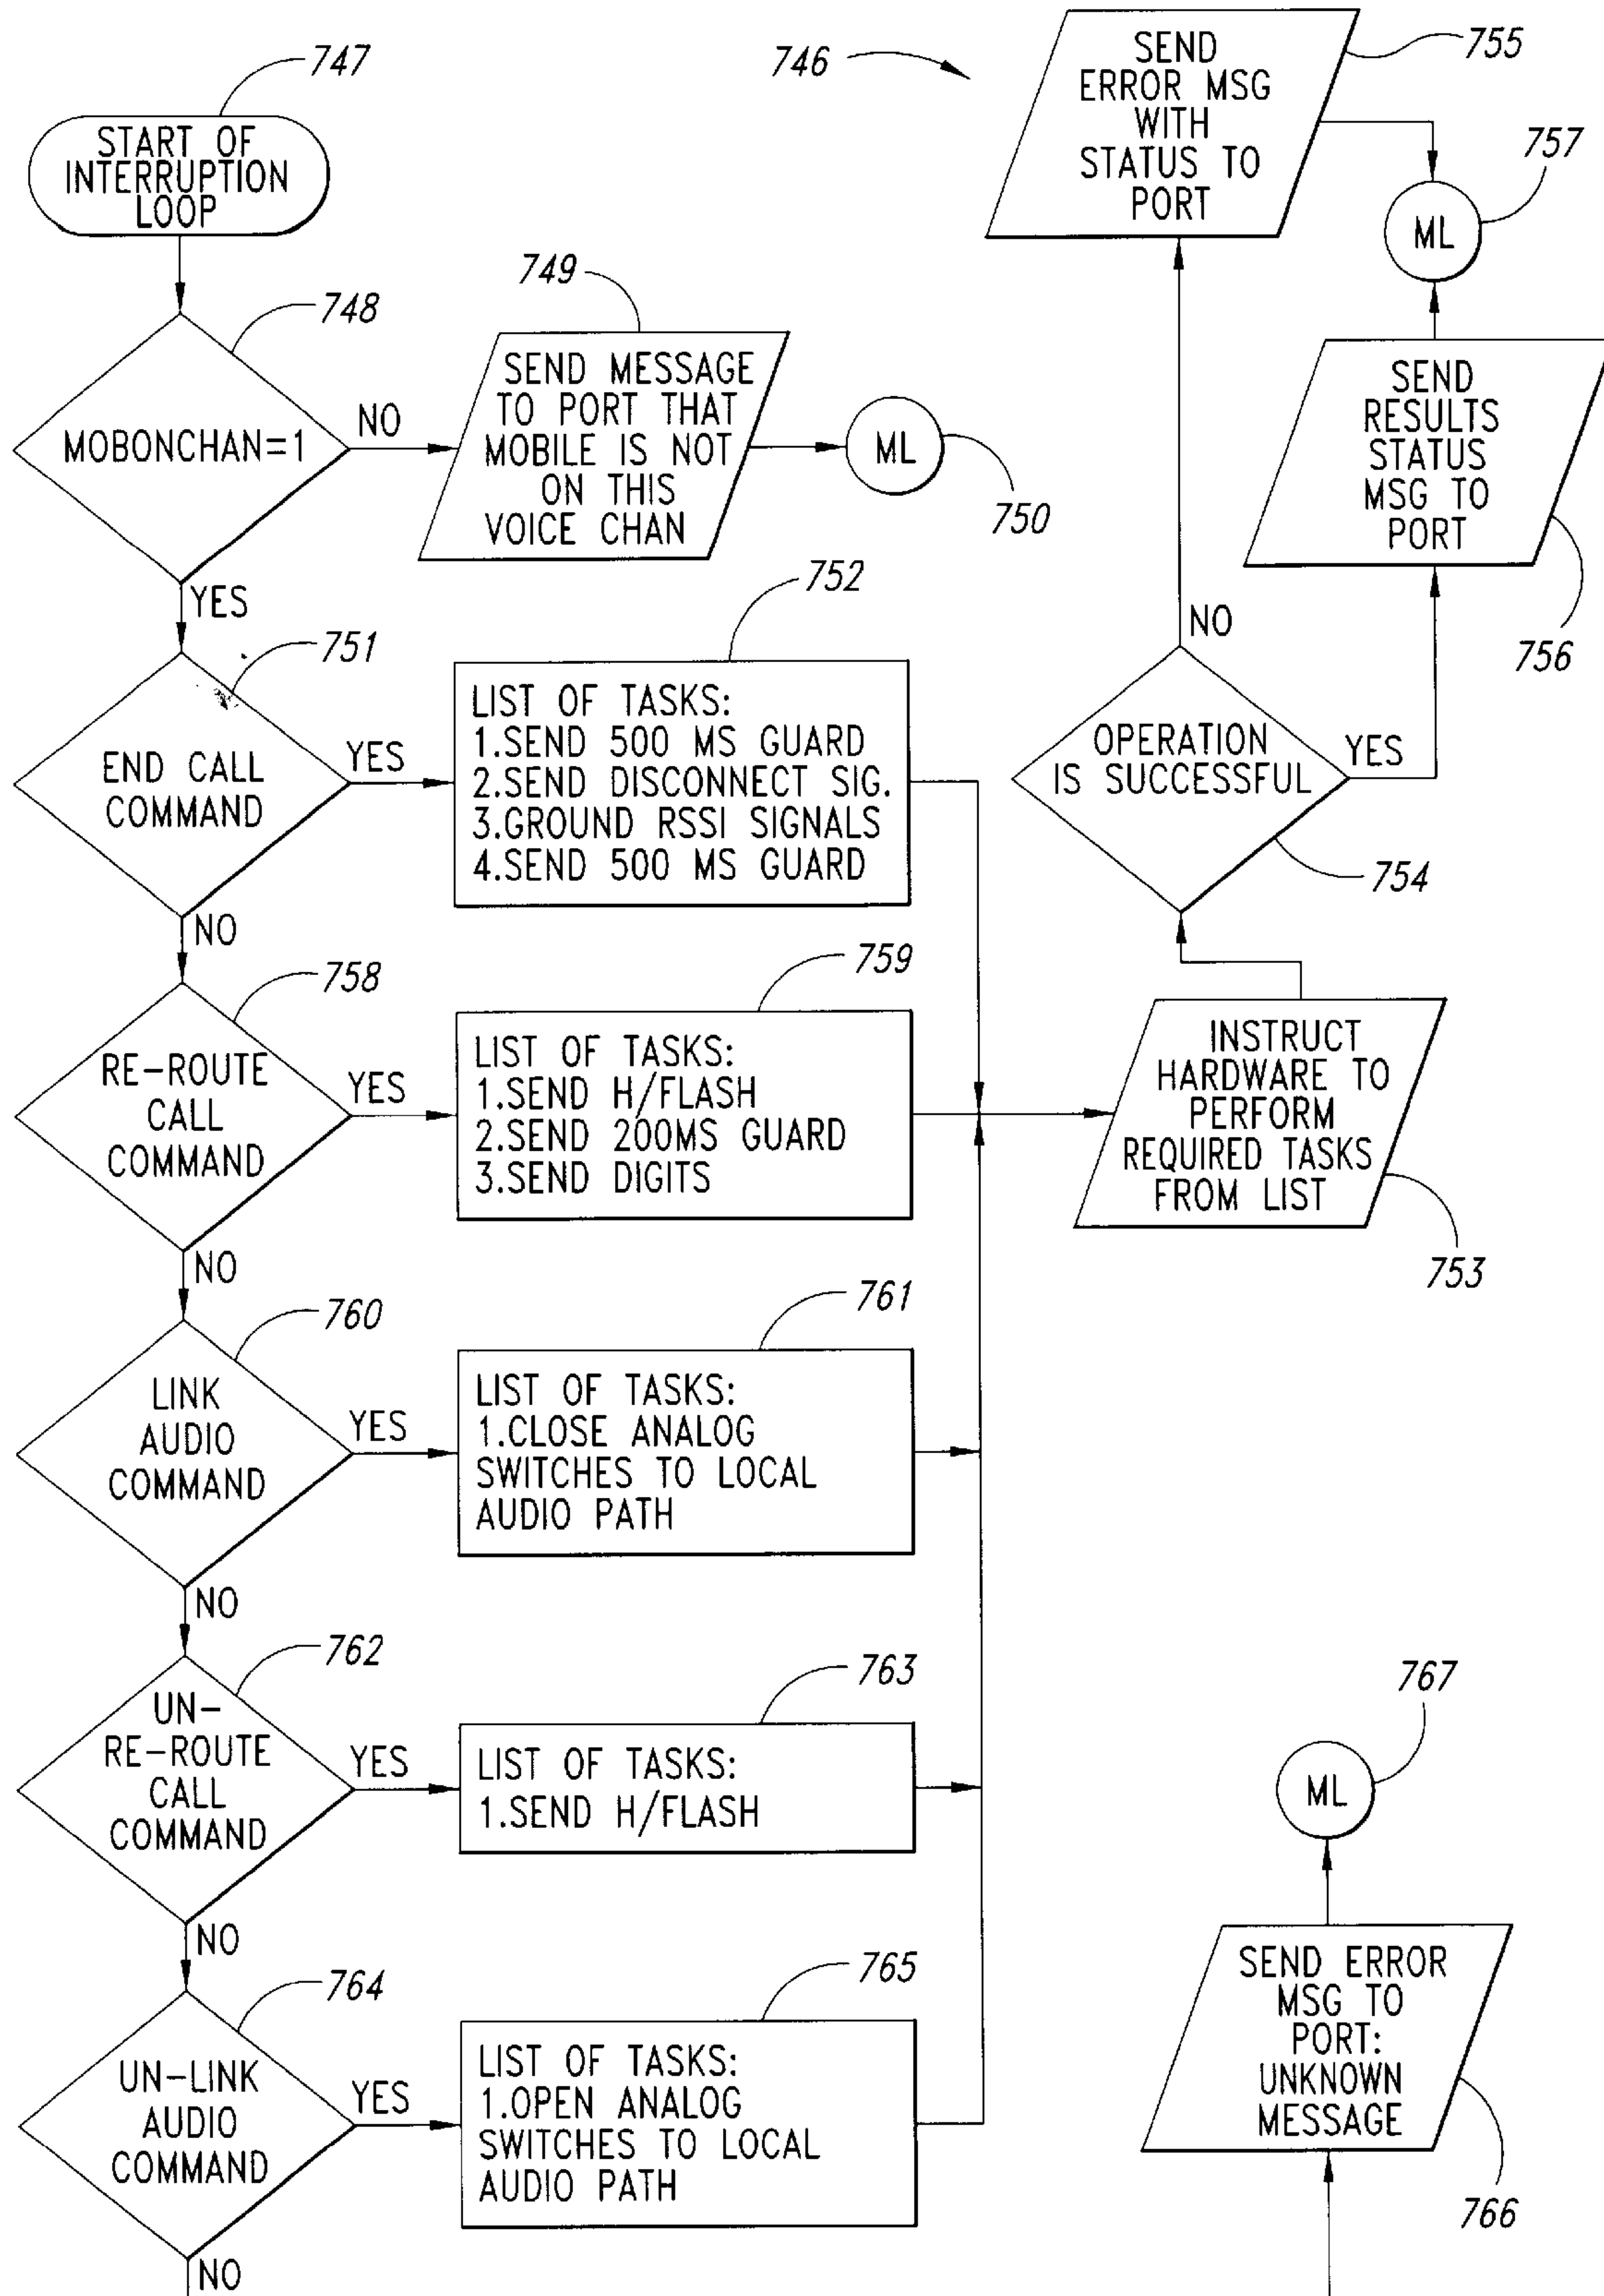 747
START OF
INTERRUPTION
LOOP
748
MOBONCHAN=1
NO
YES
749
SEND MESSAGE
TO PORT THAT
MOBILE IS NOT
ON THIS
VOICE CHAN
ML
750
751
END CALL
COMMAND
YES
NO
752
LIST OF TASKS:
1.SEND 500 MS GUARD
2.SEND DISCONNECT SIG.
3.GROUND RSSI SIGNALS
4.SEND 500 MS GUARD
758
RE-ROUTE
CALL
COMMAND
YES
NO
759
LIST OF TASKS:
1.SEND H/FLASH
2.SEND 200MS GUARD
3.SEND DIGITS
760
LINK
AUDIO
COMMAND
YES
NO
761
LIST OF TASKS:
1.CLOSE ANALOG
SWITCHES TO LOCAL
AUDIO PATH
762
UN-
RE-ROUTE
CALL
COMMAND
YES
NO
763
LIST OF TASKS:
1.SEND H/FLASH
764
UN-LINK
AUDIO
COMMAND
YES
NO
765
LIST OF TASKS:
1.OPEN ANALOG
SWITCHES TO LOCAL
AUDIO PATH
746
SEND
ERROR MSG
WITH
STATUS TO
PORT
755
757
ML
SEND
RESULTS
STATUS
MSG TO
PORT
756
NO
OPERATION
IS SUCCESSFUL
YES
754
INSTRUCT
HARDWARE TO
PERFORM
REQUIRED TASKS
FROM LIST
753
767
ML
SEND ERROR
MSG TO
PORT:
UNKNOWN
MESSAGE
766